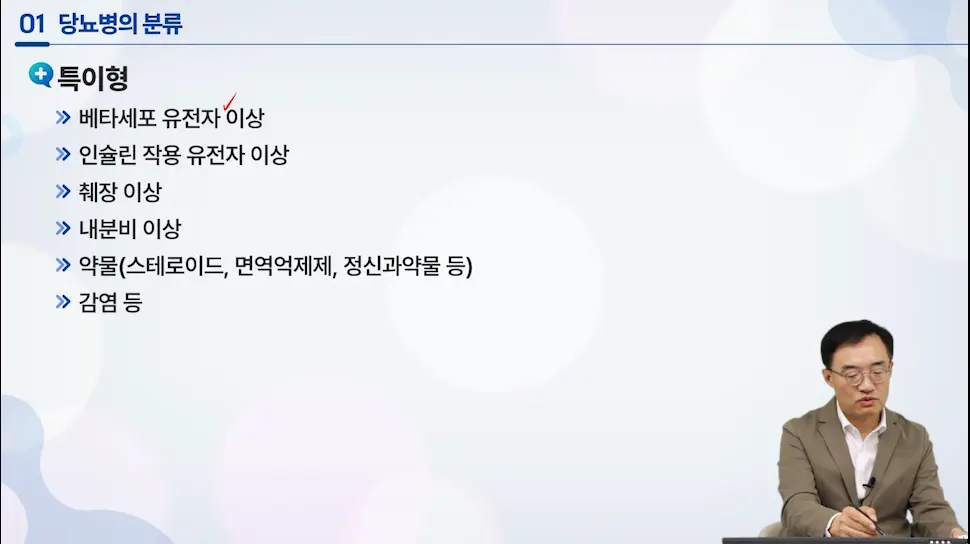 01 당뇨병의 분류
특이형
베타세포 유전자 이상
인슐린 작용 유전자 이상
췌장 이상
내분비 이상
약물(스테로이드, 면역억제제, 정신과약물 등)
감염 등